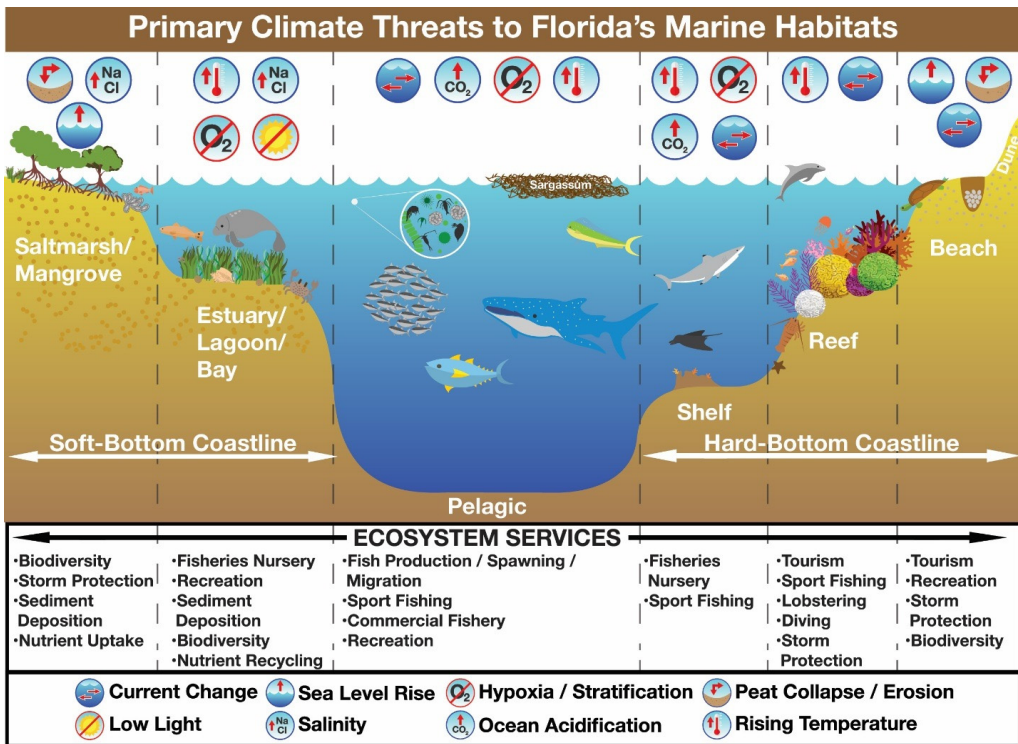 Primary Climate Threats to Florida's Marine Habitats
Na
Cl
Na
Cl
O2
CO2
O2
O2
CO2
Sargassum
Dune
Saltmarsh/
Mangrove
Estuary/
Lagoon/
Bay
Beach
Reef
Shelf
Soft-Bottom Coastline
Hard-Bottom Coastline
Pelagic
ECOSYSTEM SERVICES
•Biodiversity
•Storm Protection
•Sediment
Deposition
•Nutrient Uptake
•Fisheries Nursery
•Recreation
•Sediment
Deposition
•Biodiversity
•Nutrient Recycling
•Fish Production / Spawning /
Migration
•Sport Fishing
•Commercial Fishery
•Recreation
•Fisheries
Nursery
•Sport Fishing
•Tourism
•Sport Fishing
•Lobstering
•Diving
•Storm
Protection
•Tourism
•Recreation
•Storm
Protection
•Biodiversity
Current Change
Sea Level Rise
O2 Hypoxia / Stratification
Peat Collapse / Erosion
Low Light
Na
Cl Salinity
CO2 Ocean Acidification
Rising Temperature